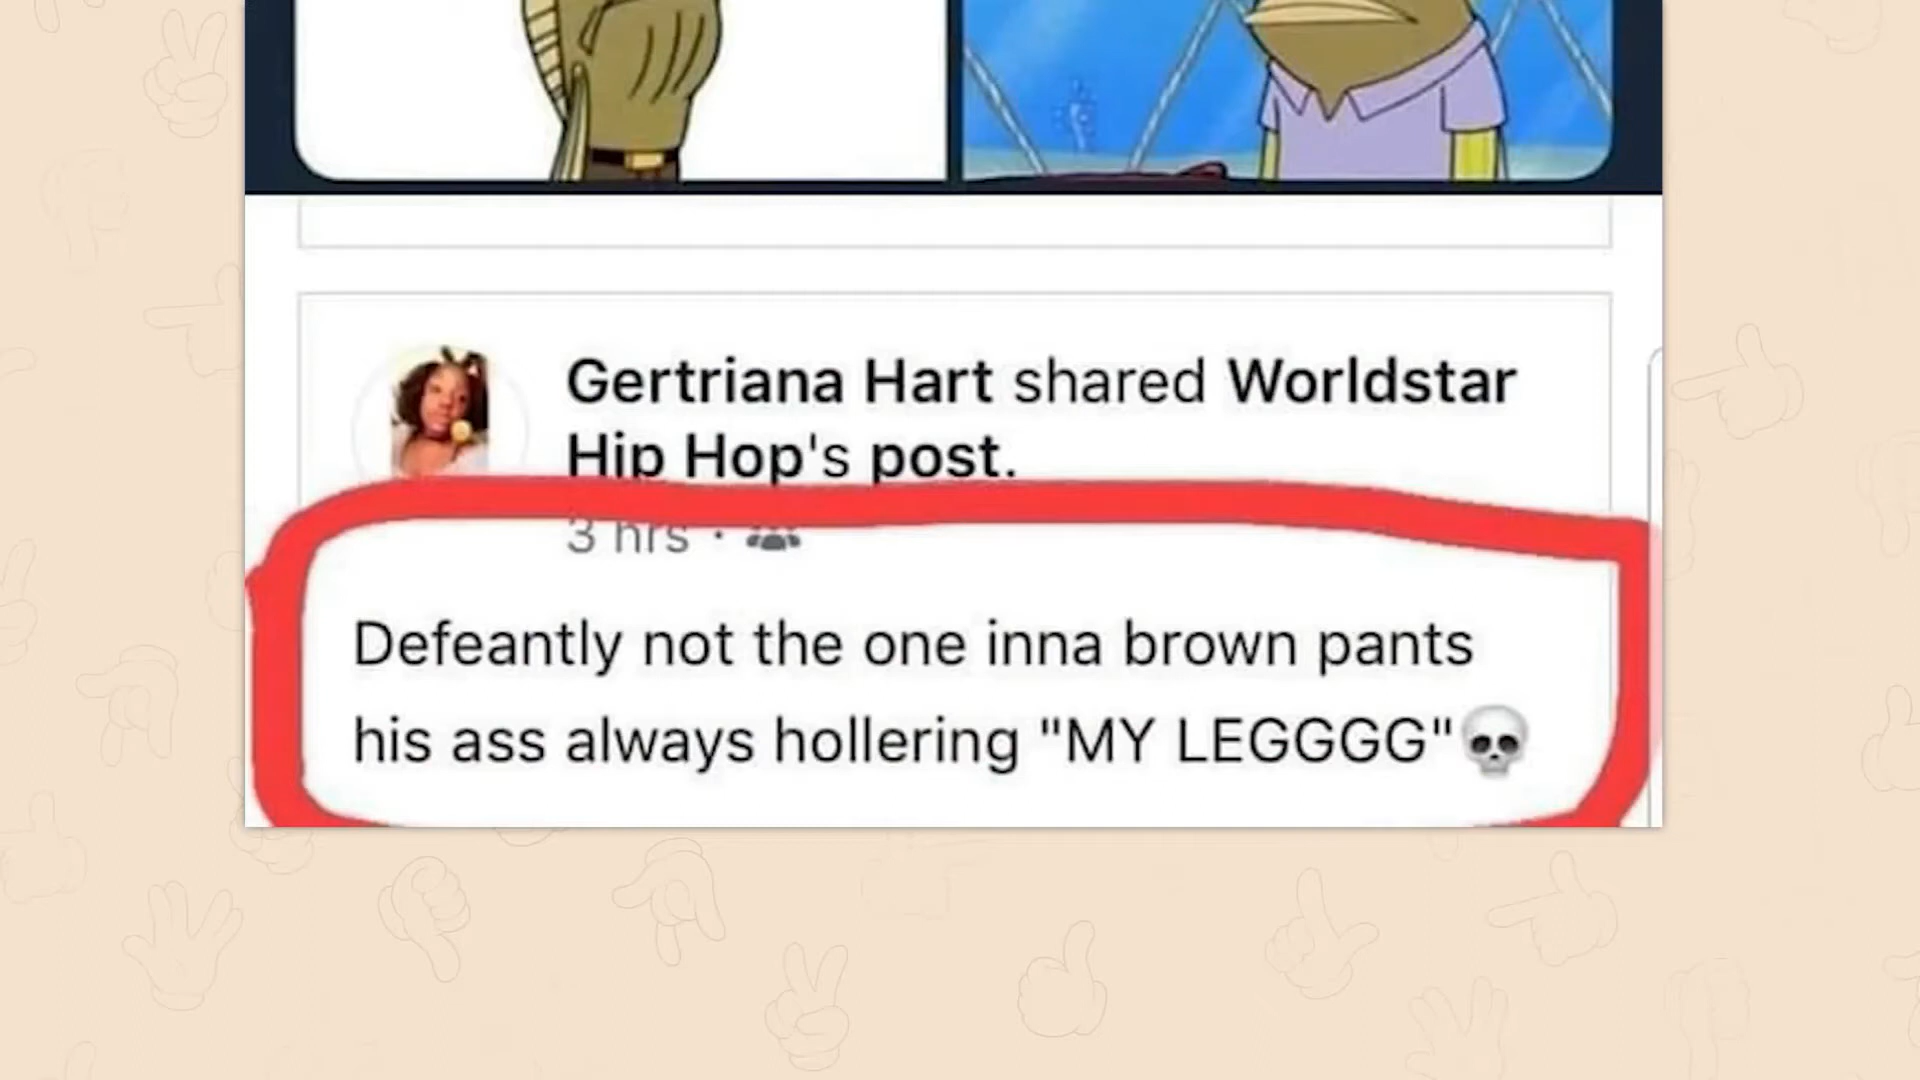 Gertriana Hart shared Worldstar
Hip Hop's post.
3 hrs ·
Defeantly not the one inna brown pants
his ass always hollering "MY LEGGGG"💀